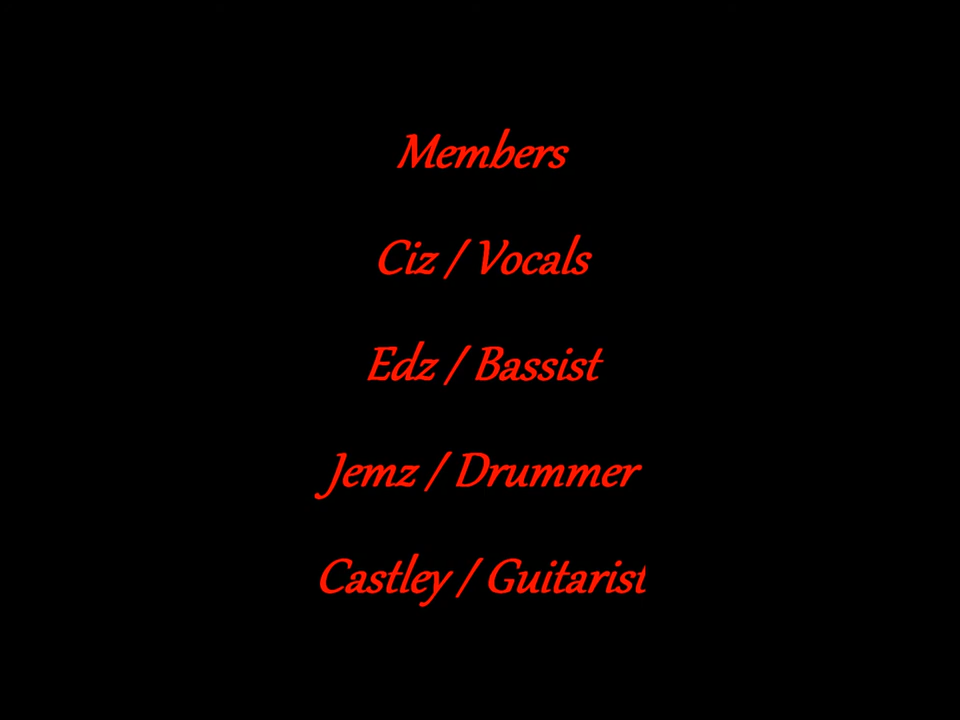 Members
Ciz / Vocals
Edz / Bassist
Jemz / Drummer
Castley / Guitarist